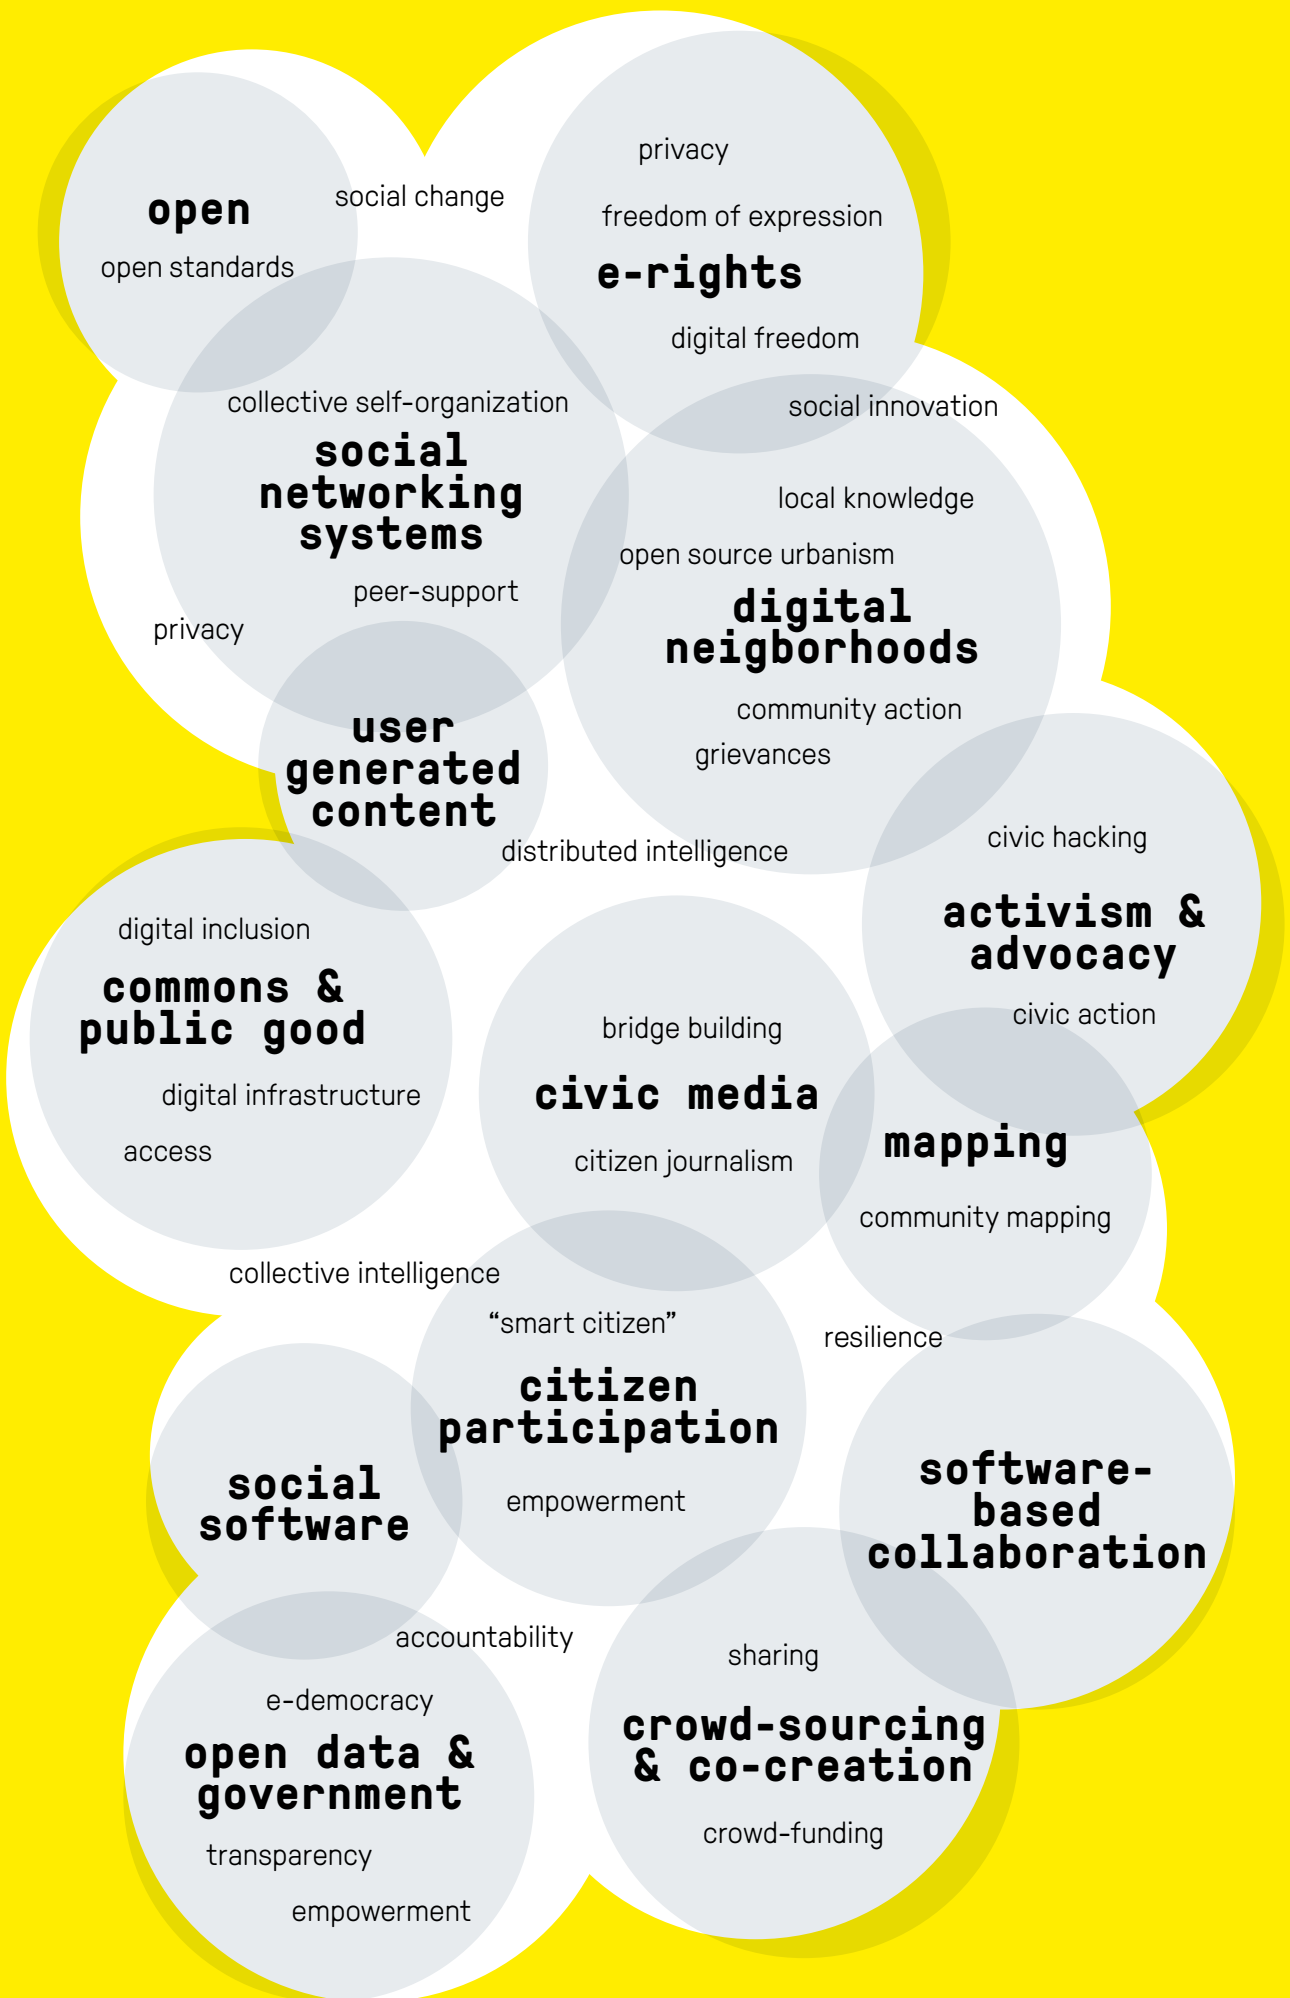 privacy
open
social change
freedom of expression
open standards
e-rights
digital freedom
collective self-organization
social innovation
social
networking
systems
local knowledge
open source urbanism
peer-support
digital
neigborhoods
privacy
community action
user
generated
content
grievances
distributed intelligence
civic hacking
activism &
advocacy
digital inclusion
commons &
public good
civic action
bridge building
digital infrastructure
civic media
mapping
access
citizen journalism
community mapping
collective intelligence
“smart citizen”
resilience
citizen
participation
social
software
empowerment
software-
based
collaboration
accountability
sharing
e-democracy
open data &
government
crowd-sourcing
& co-creation
transparency
crowd-funding
empowerment